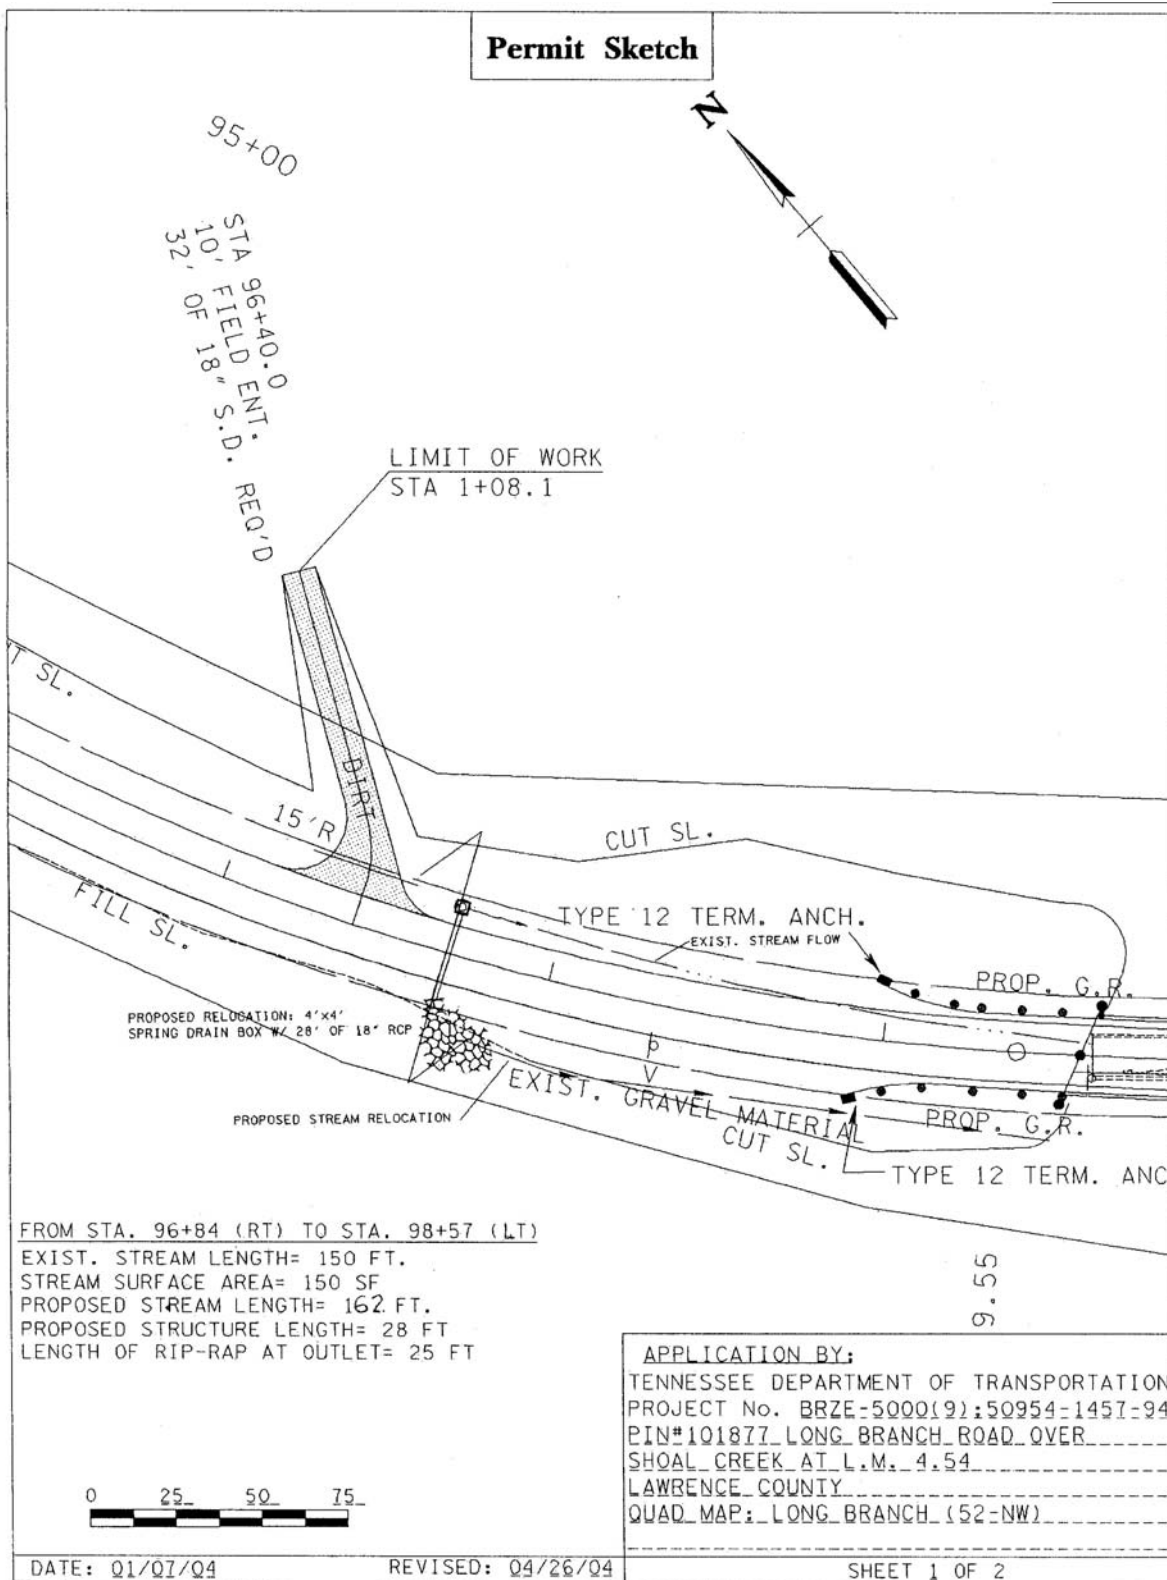 Permit Sketch
N
95+00
STA 96+40.0
10' FIELD ENT.
32' OF 18" S.D. REQ'D
LIMIT OF WORK
STA 1+08.1
SL.
DIRT
15'R
CUT SL.
FILL SL.
TYPE 12 TERM. ANCH.
EXIST. STREAM FLOW
PROP. G.R.
PROPOSED RELOCATION: 4'x4'
SPRING DRAIN BOX W/ 28' OF 18" RCP
EXIST. GRAVEL MATERIAL
PROPOSED STREAM RELOCATION
CUT SL.
PROP. G.R.
TYPE 12 TERM. ANC
FROM STA. 96+84 (RT) TO STA. 98+57 (LT)
EXIST. STREAM LENGTH= 150 FT.
STREAM SURFACE AREA= 150 SF
PROPOSED STREAM LENGTH= 162 FT.
PROPOSED STRUCTURE LENGTH= 28 FT
LENGTH OF RIP-RAP AT OUTLET= 25 FT
9.55
APPLICATION BY:
TENNESSEE DEPARTMENT OF TRANSPORTATION
PROJECT No. BRZE-5000(9);50954-1457-94
PIN#101877 LONG BRANCH ROAD OVER
SHOAL CREEK AT L.M. 4.54
LAWRENCE COUNTY
QUAD MAP: LONG BRANCH (52-NW)
0 25 50 75
DATE: 01/07/04
REVISED: 04/26/04
SHEET 1 OF 2